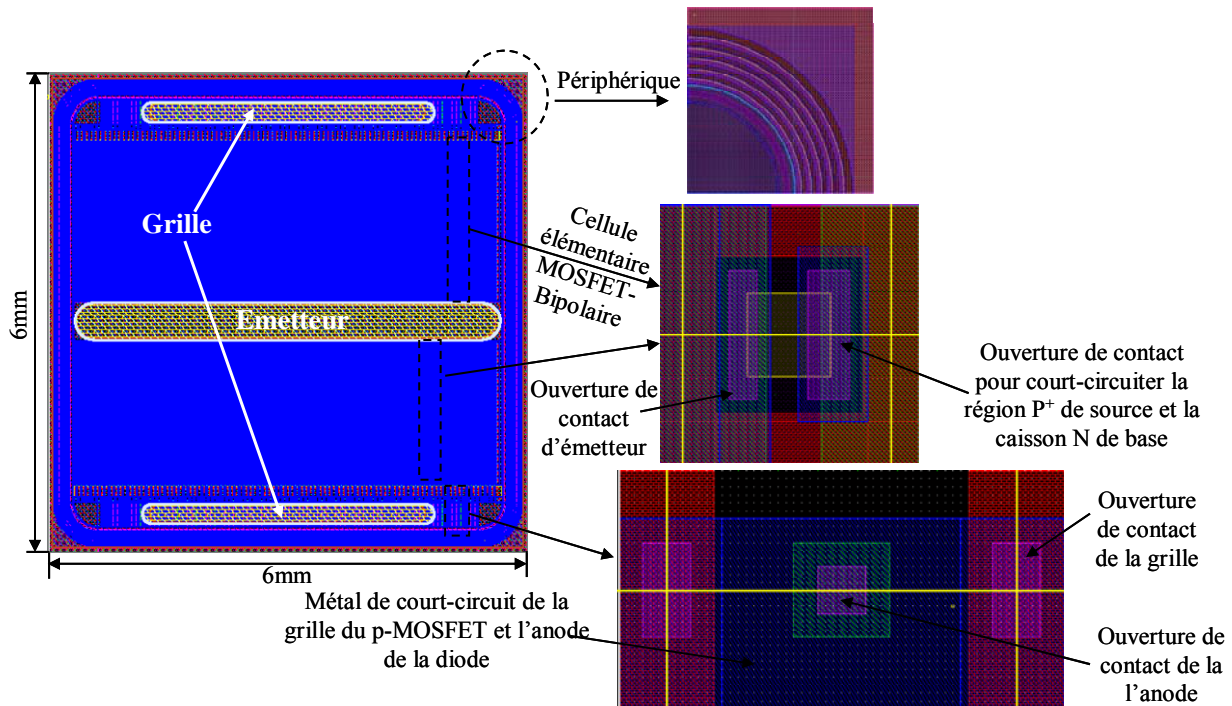 Périphérique
Grille
Cellule
élémentaire
MOSFET-
Bipolaire
6mm
Emetteur
Ouverture de
contact
d'émetteur
Ouverture de contact
pour court-circuiter la
région P⁺ de source et la
caisson N de base
6mm
Métal de court-circuit de la
grille du p-MOSFET et l'anode
de la diode
Ouverture
de contact
de la grille
Ouverture de
contact de la
l'anode